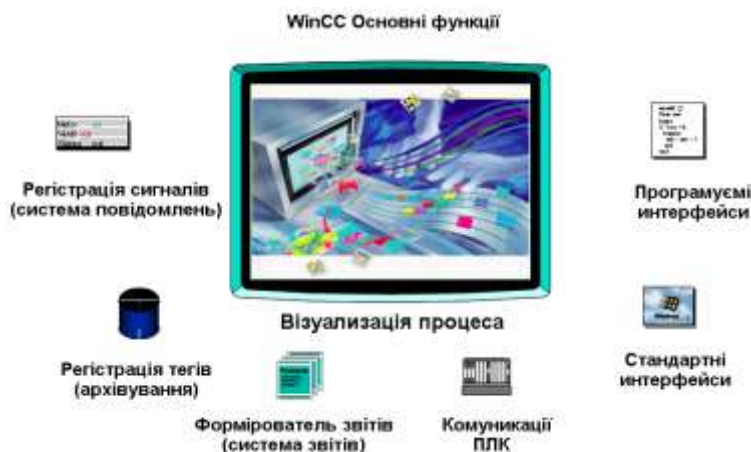 WinCC Основні функції
Регістрація сигналів
(система повідомлень)
Програмуємі
интерфейси
Візуализація процеса
Регістрація тегів
(архівування)
Стандартні
интерфейси
Формірователь звітів
(система звітів)
Комуникації
ПЛК